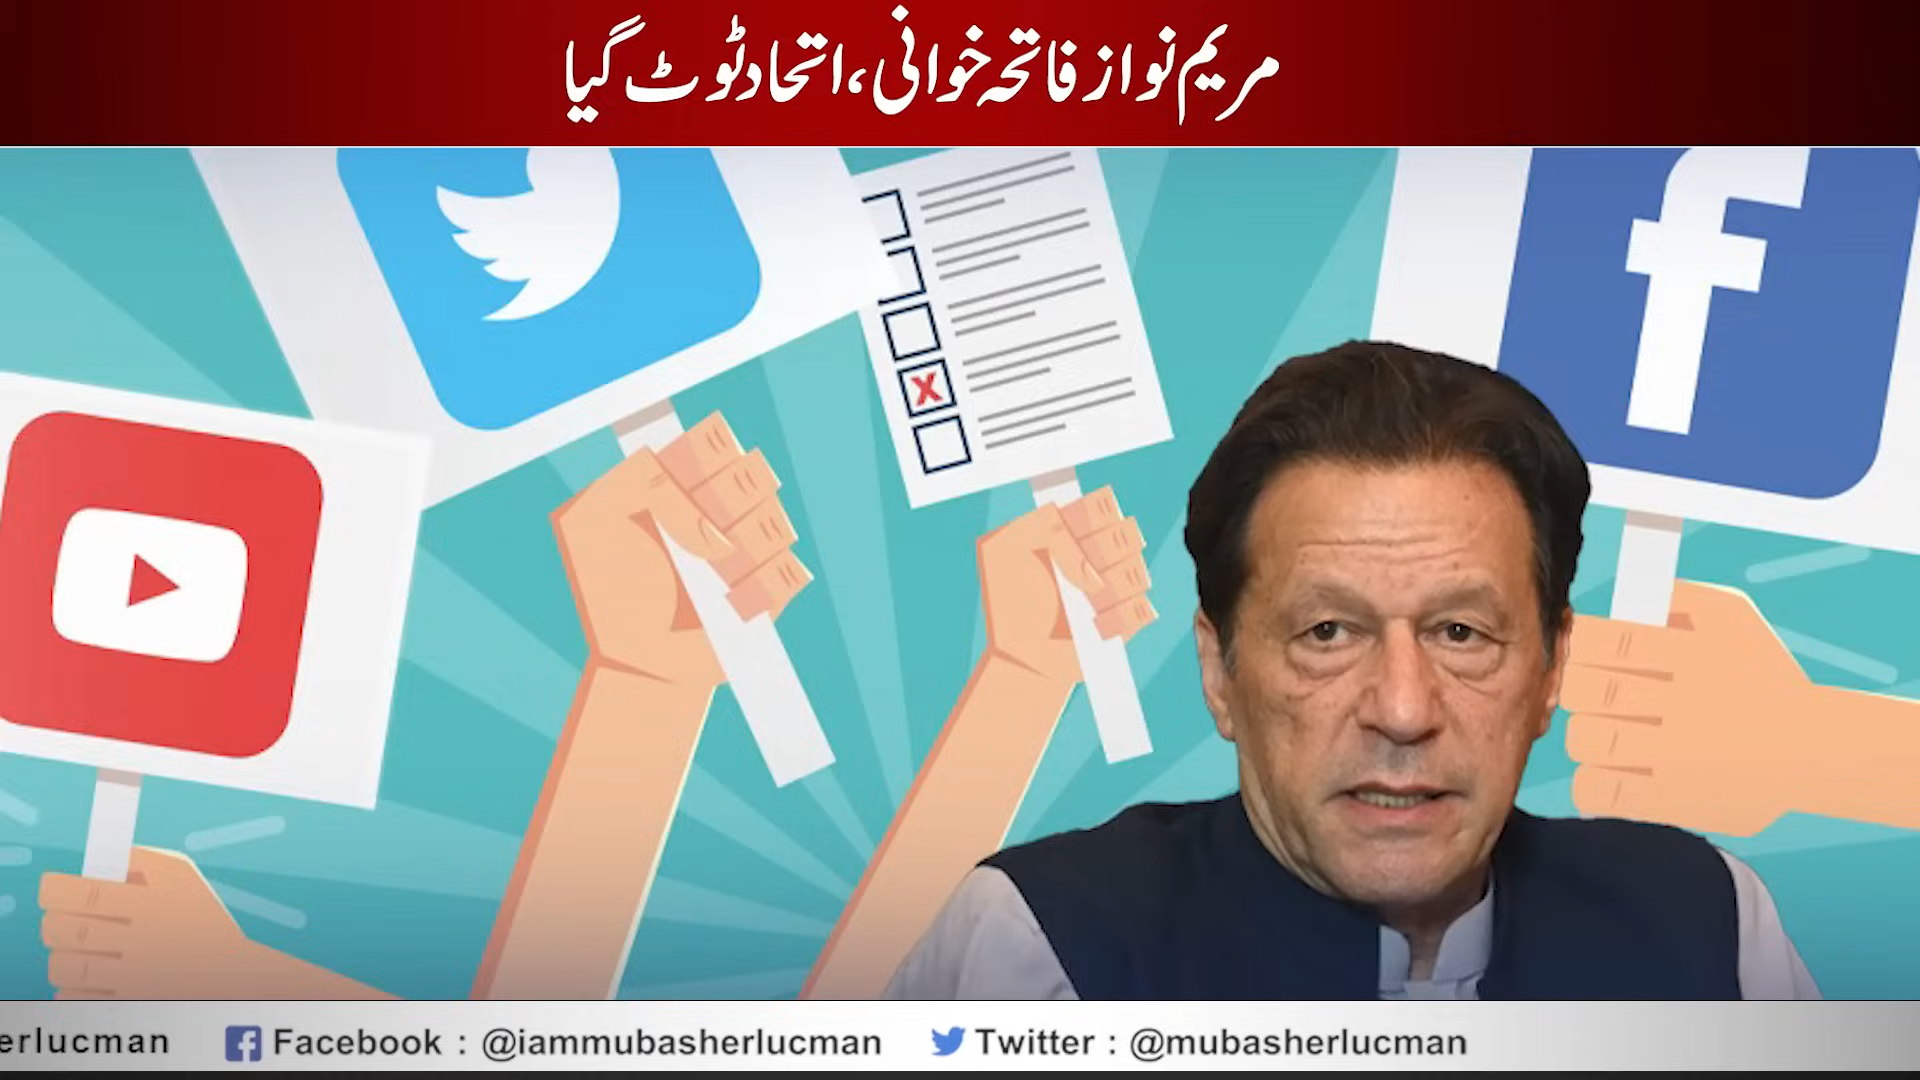 مریم نواز فاتحہ خوانی، اتحاد ٹوٹ گیا
erlucman Facebook : @iammubasherlucman Twitter : @mubasherlucman